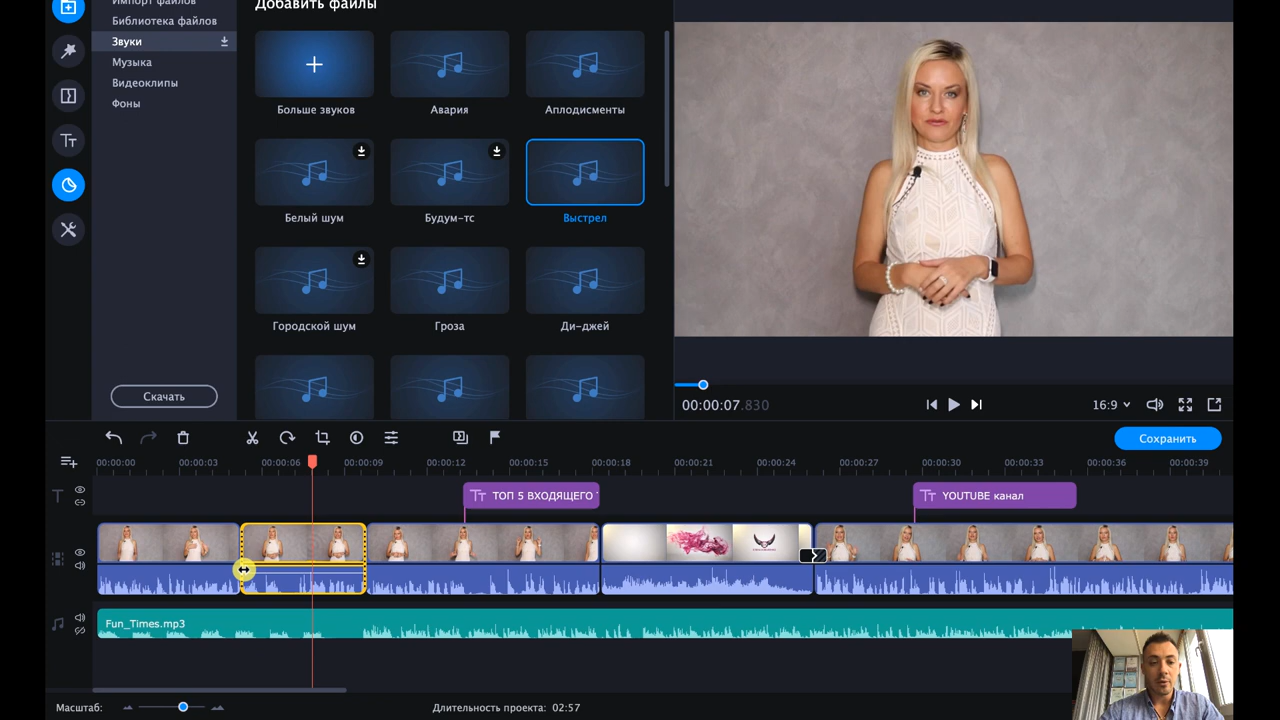 Импорт файлов
Библиотека файлов
Звуки
Музыка
Видеоклипы
Фоны
Скачать
Добавить файлы
Больше звуков
Авария
Аплодисменты
Белый шум
Будум-тс
Выстрел
Городской шум
Гроза
Ди-джей
00:00:07.830
16:9
Сохранить
00:00:00
00:00:03
00:00:06
00:00:09
00:00:12
00:00:15
00:00:18
00:00:21
00:00:24
00:00:27
00:00:30
00:00:33
00:00:36
00:00:39
ТОП 5 ВХОДЯЩЕГО
YOUTUBE канал
Fun_Times.mp3
Масштаб:
Длительность проекта: 02:57